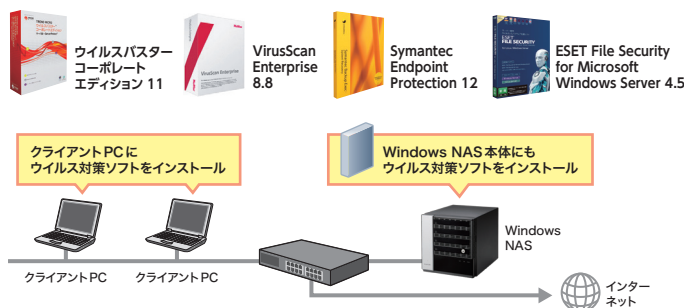 ウイルスバスター
コーポレート
エディション 11
VirusScan
Enterprise
8.8
Symantec
Endpoint
Protection 12
ESET File Security
for Microsoft
Windows Server 4.5
VirusScan Enterprise
ESET
FILE SECURITY
クライアントPCに
ウイルス対策ソフトをインストール
Windows NAS本体にも
ウイルス対策ソフトをインストール
Windows
NAS
クライアントPC
クライアントPC
インター
ネット